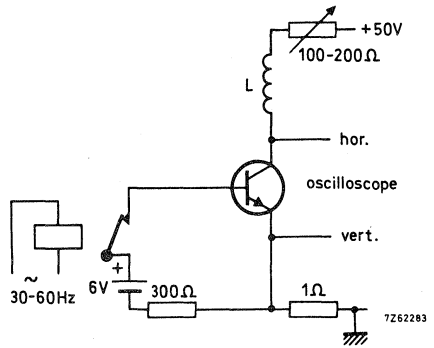 +50V
100-200Ω
L
hor.
oscilloscope
vert.
+
~
30-60Hz
6V
300Ω
1Ω
7Z62283